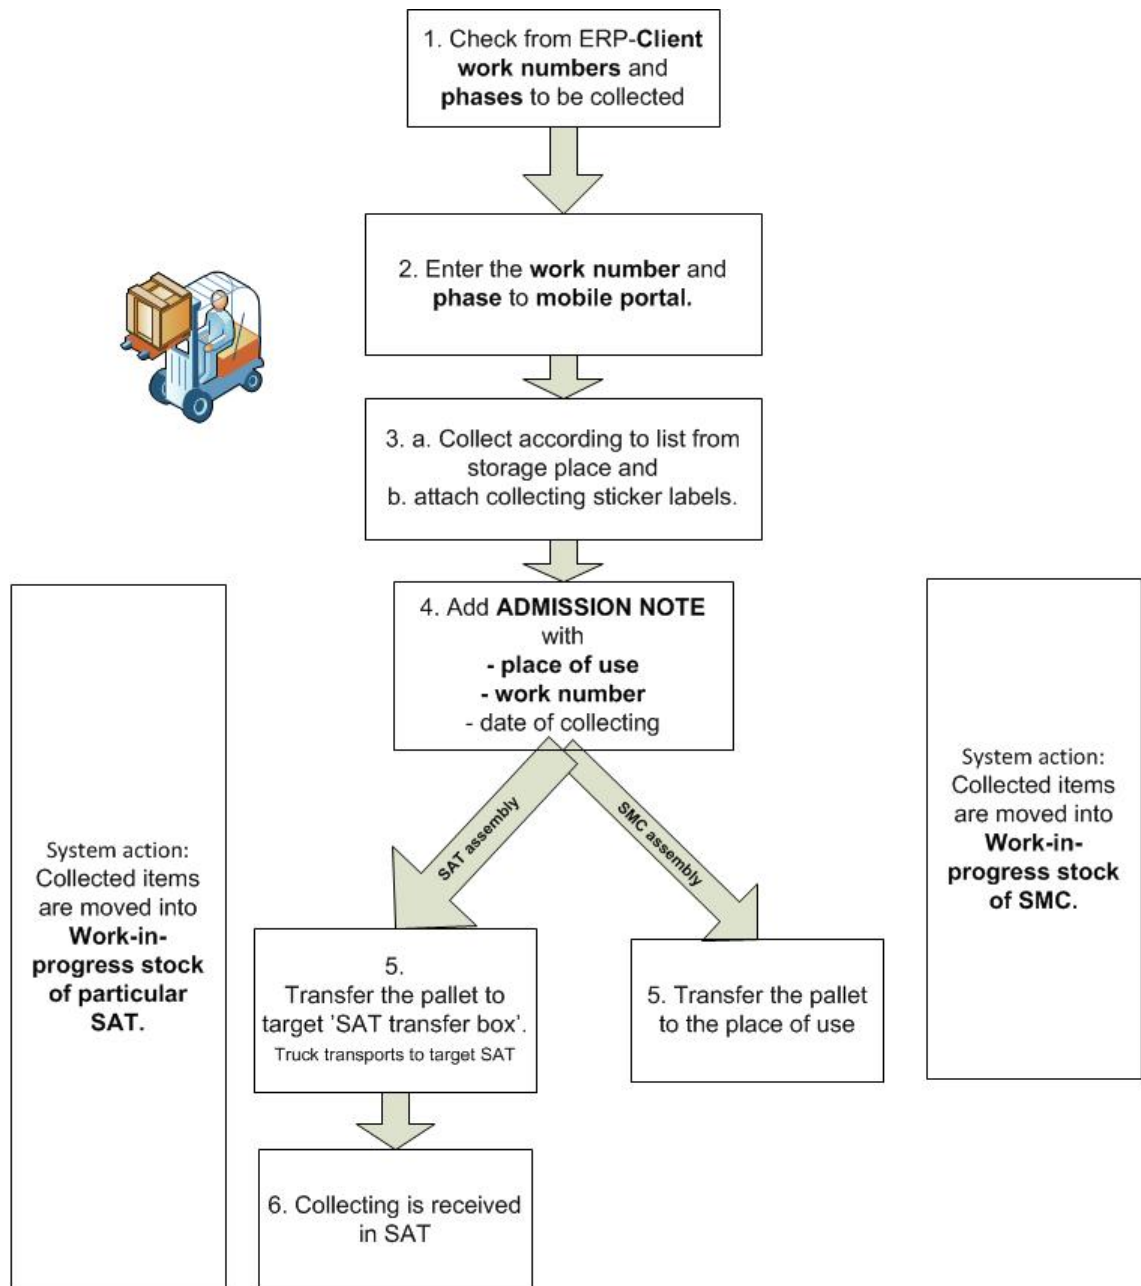 1. Check from ERP-Client
work numbers and
phases to be collected
2. Enter the work number and
phase to mobile portal.
3. a. Collect according to list from
storage place and
b. attach collecting sticker labels.
4. Add ADMISSION NOTE
with
- place of use
- work number
- date of collecting
SAT assembly
SMC assembly
System action:
Collected items
are moved into
Work-in-
progress stock
of particular
SAT.
5.
Transfer the pallet to
target 'SAT transfer box'.
Truck transports to target SAT
5. Transfer the pallet
to the place of use
System action:
Collected items
are moved into
Work-in-
progress stock
of SMC.
6. Collecting is received
in SAT